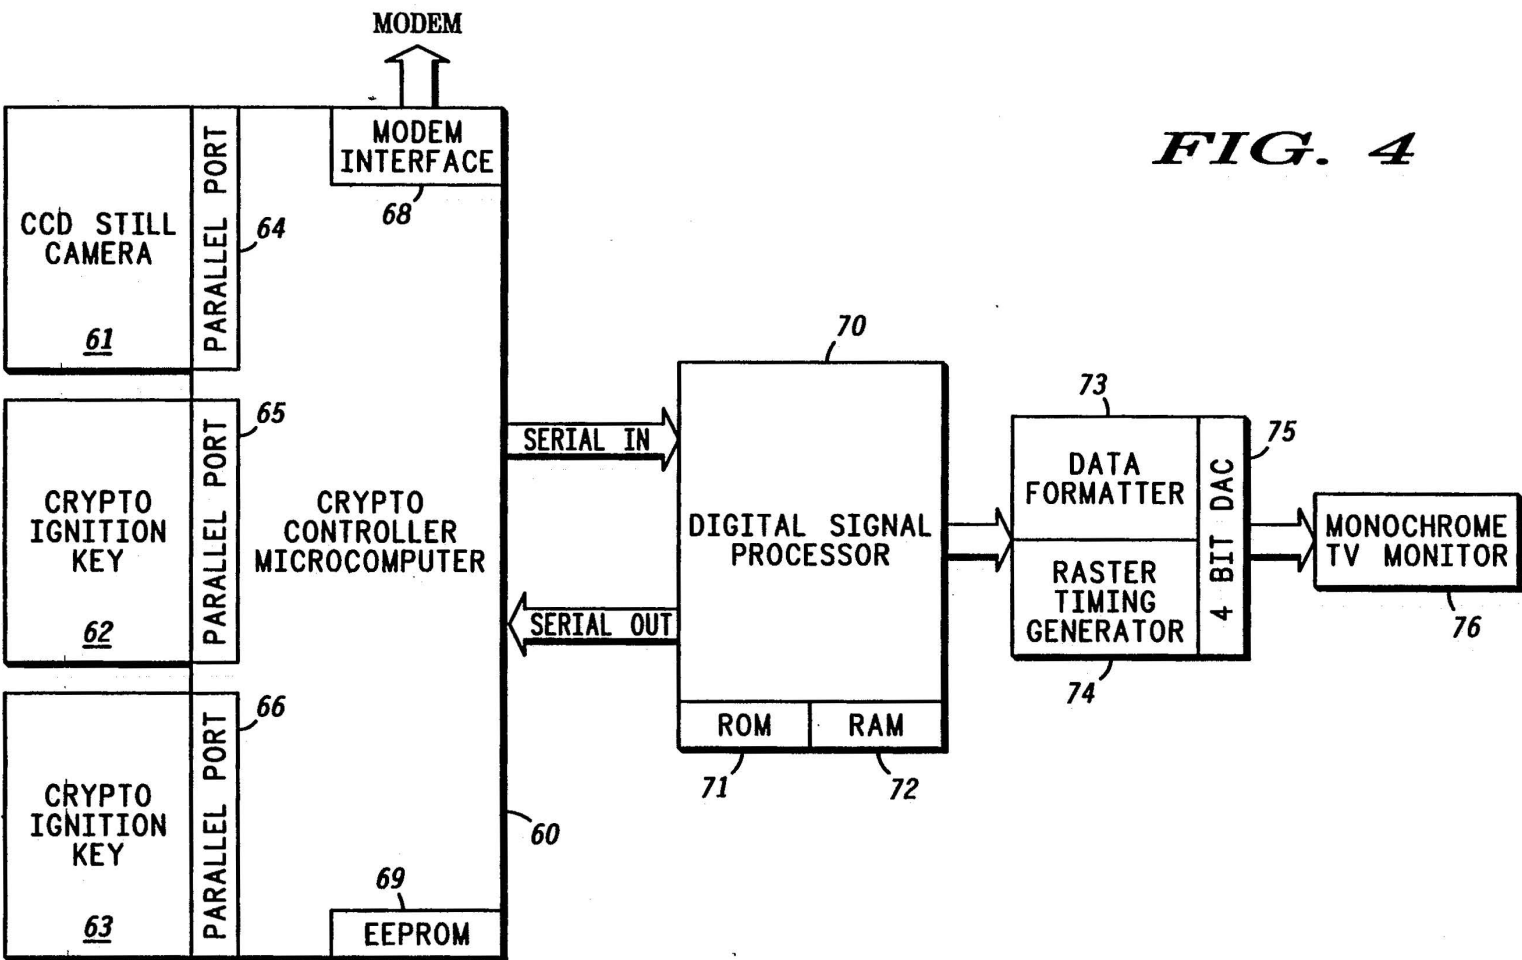 MODEM
FIG. 4
MODEM
INTERFACE
68
CCD STILL
CAMERA
61
PARALLEL PORT
64
CRYPTO
IGNITION
KEY
62
PARALLEL PORT
65
CRYPTO
IGNITION
KEY
63
PARALLEL PORT
66
CRYPTO
CONTROLLER
MICROCOMPUTER
60
69
EEPROM
SERIAL IN
SERIAL OUT
70
DIGITAL SIGNAL
PROCESSOR
ROM
RAM
71
72
73
DATA
FORMATTER
RASTER
TIMING
GENERATOR
74
4 BIT DAC
75
MONOCHROME
TV MONITOR
76